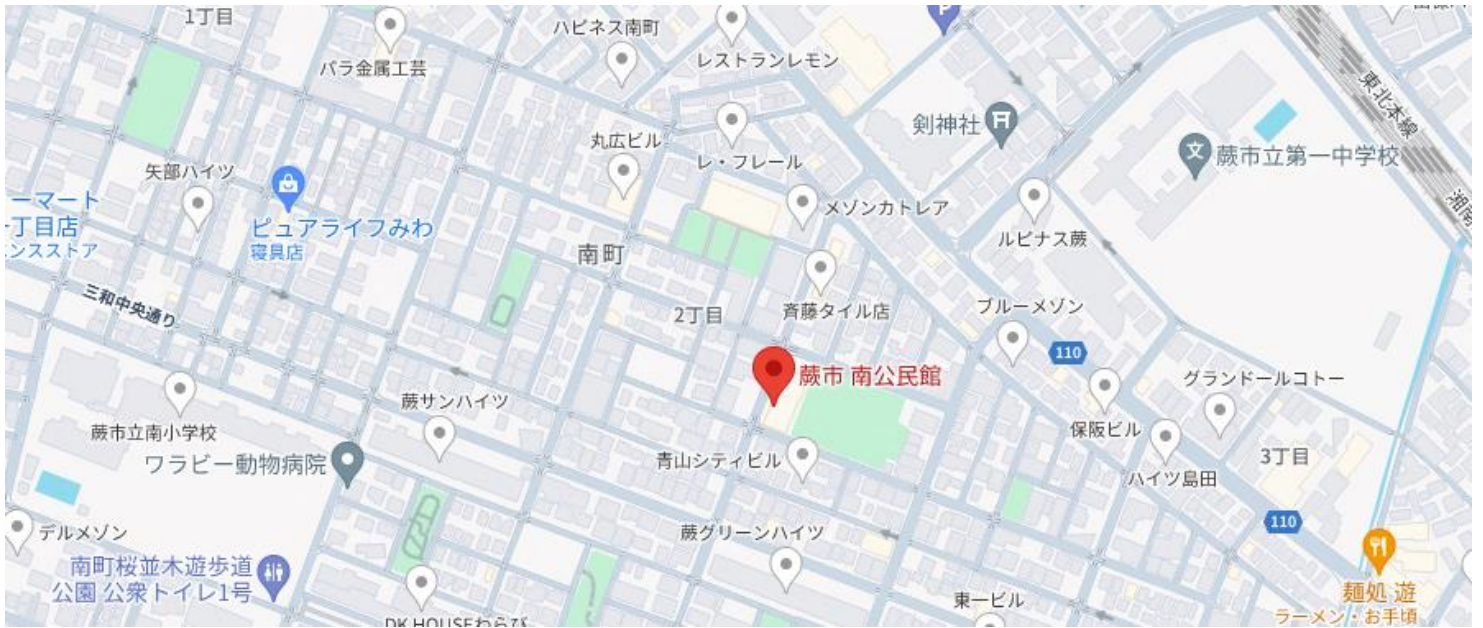 1丁目
ハピネス南町
P
バラ金属工芸
レストランレモン
東北本線
剣神社
丸広ビル
レ・フレール
文
蕨市立第一中学校
矢部ハイツ
ーマート
丁目店
ンスストア
ピュアライフみわ
寝具店
メゾンカトレア
湘南
ルピナス蕨
南町
三和中央通り
2丁目
斉藤タイル店
ブルーメゾン
110
蕨市 南公民館
グランドールコトー
蕨サンハイツ
保阪ビル
蕨市立南小学校
ワラビー動物病院
青山シティビル
3丁目
ハイツ島田
デルメゾン
蕨グリーンハイツ
110
南町桜並木遊歩道
公園 公衆トイレ1号
東一ビル
麺処 遊
ラーメン・お手頃
DK HOUSEわらび